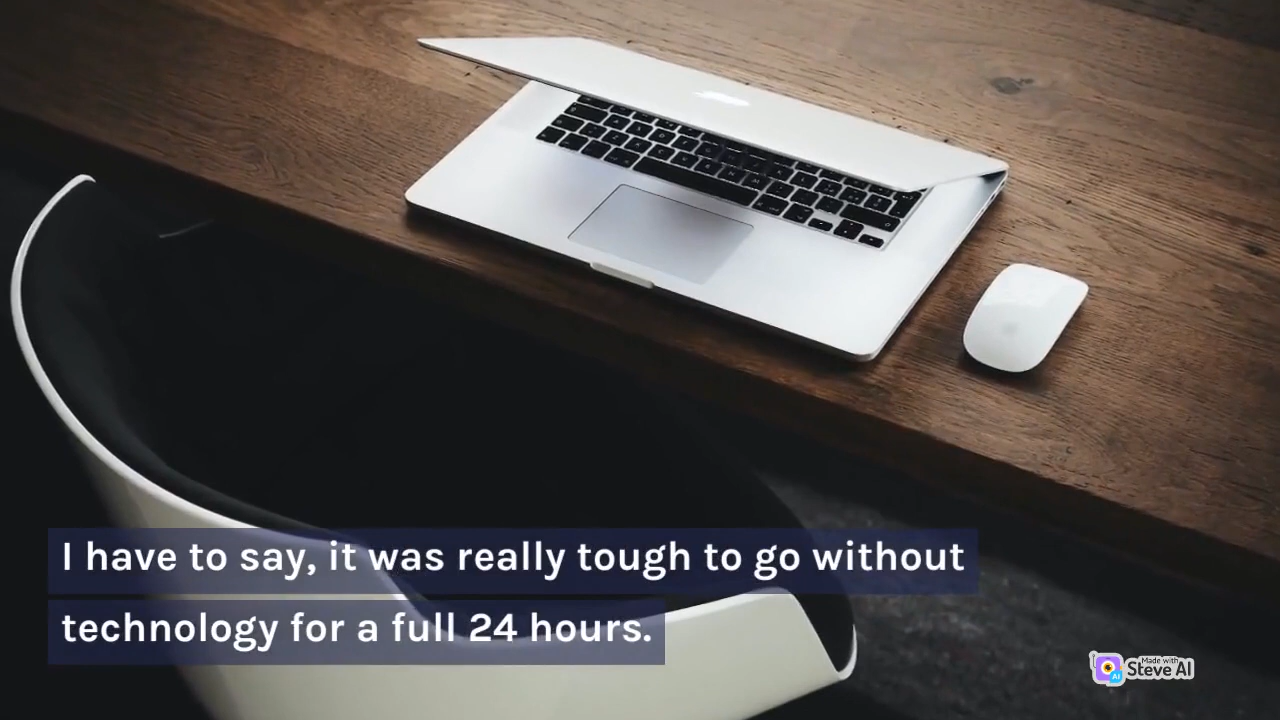 I have to say, it was really tough to go without
technology for a full 24 hours.
Made with
Steve AI
AI